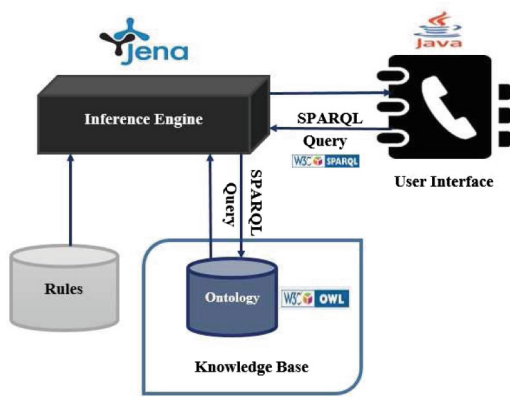 Jena
Java
Inference Engine
SPARQL
Query
W3C SPARQL
User Interface
SPARQL
Query
Rules
Ontology
W3C OWL
Knowledge Base